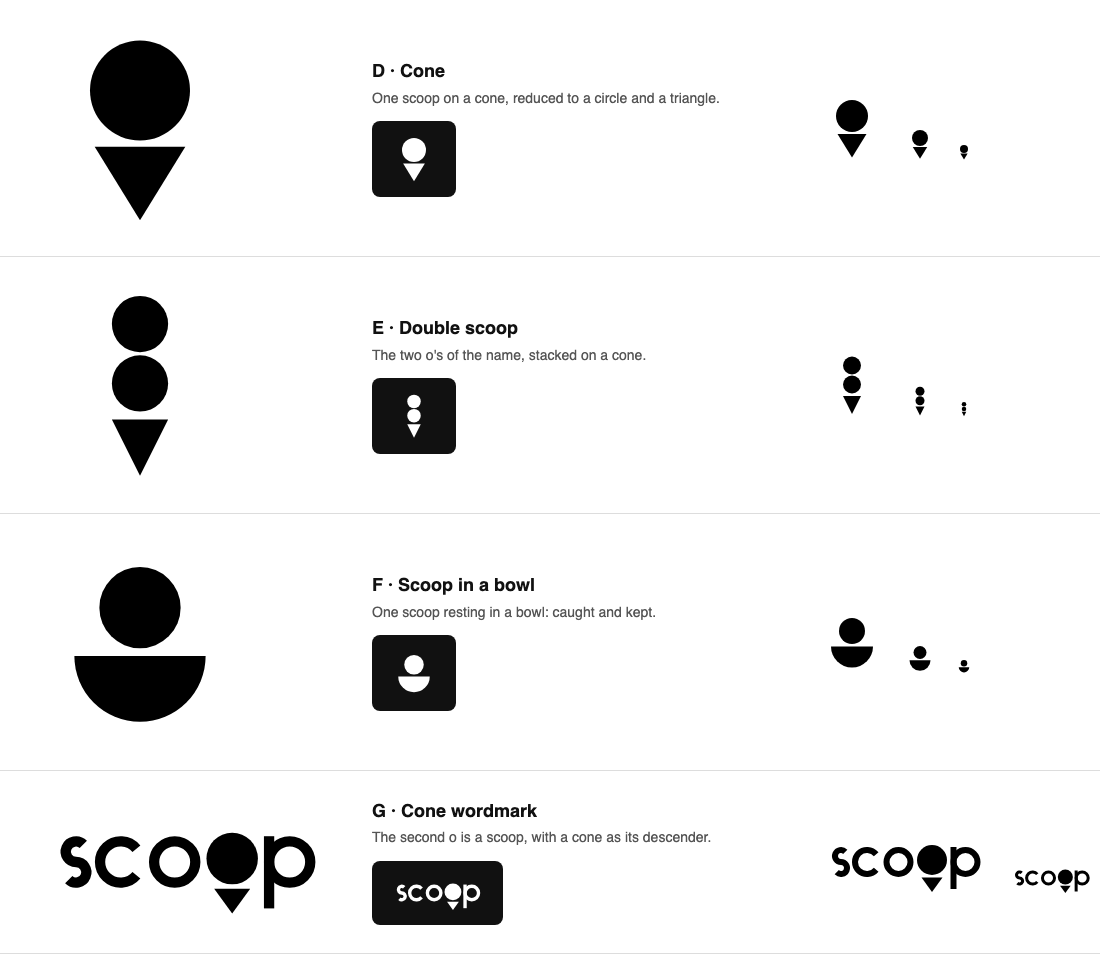 D · Cone
One scoop on a cone, reduced to a circle and a triangle.
E · Double scoop
The two o's of the name, stacked on a cone.
F · Scoop in a bowl
One scoop resting in a bowl: caught and kept.
scoop
G · Cone wordmark
The second o is a scoop, with a cone as its descender.
scoop
scoop
scoop